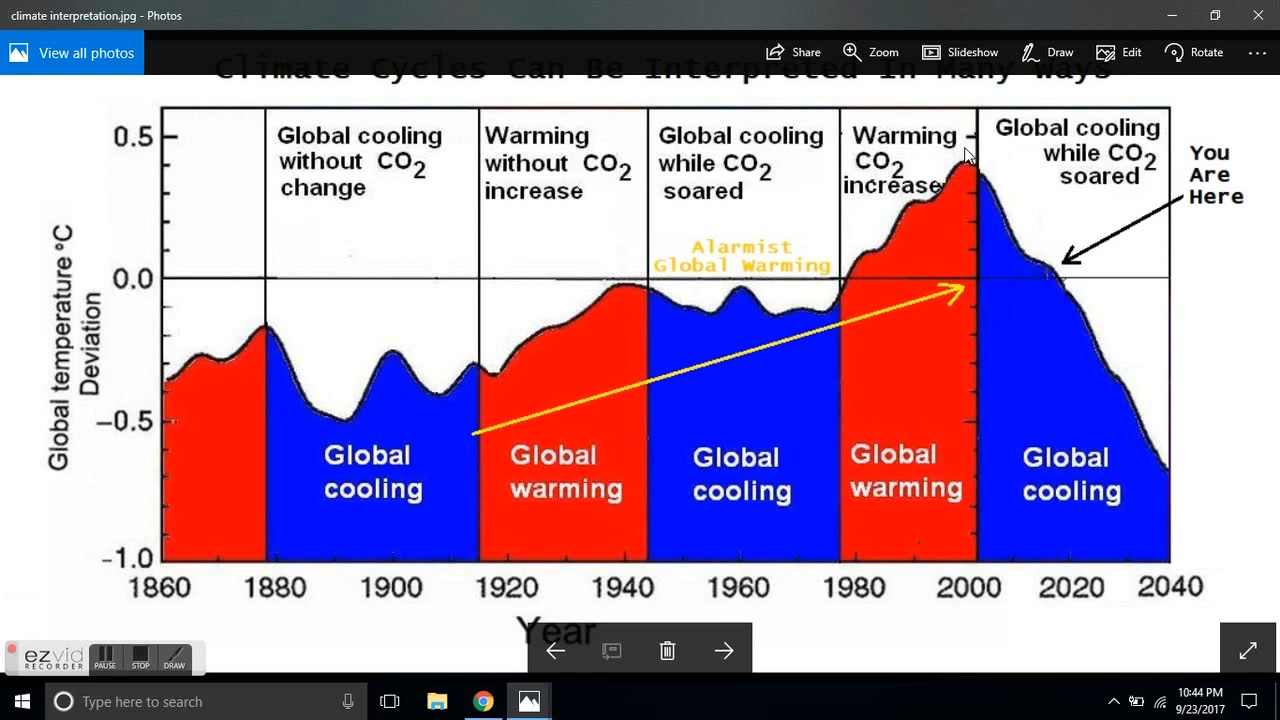 climate interpretation.jpg - Photos
View all photos
Share
Zoom
Slideshow
Draw
Edit
Rotate
Climate Cycles Can Be Interpreted In Many Ways
0.5
0.0
-0.5
-1.0
Global temperature °C
Deviation
Global cooling
without CO2
change
Warming
without CO2
increase
Global cooling
while CO2
soared
Warming
CO2
increase
Global cooling
while CO2
soared
You
Are
Here
Alarmist
Global Warming
Global
cooling
Global
warming
Global
cooling
Global
warming
Global
cooling
1860 1880 1900 1920 1940 1960 1980 2000 2020 2040
Year
ezvid
RECORDER
PAUSE
STOP
DRAW
Type here to search
10:44 PM
9/23/2017